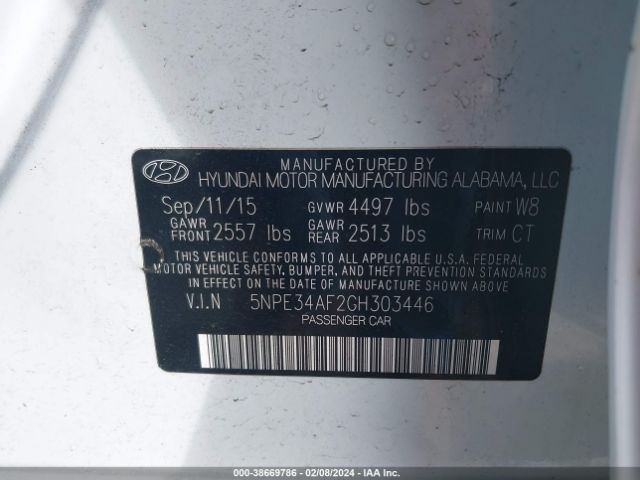 MANUFACTURED BY
HYUNDAI MOTOR MANUFACTURING ALABAMA, LLC
Sep/11/15 GVWR 4497 lbs PAINT W8
GAWR FRONT 2557 lbs GAWR REAR 2513 lbs TRIM CT
THIS VEHICLE CONFORMS TO ALL APPLICABLE U.S.A. FEDERAL
MOTOR VEHICLE SAFETY, BUMPER, AND THEFT PREVENTION
STANDARDS IN EFFECT ON THE DATE OF MANUFACTURE SHOWN ABOVE.
V.I.N 5NPE34AF2GH303446
PASSENGER CAR
000-38669786 - 02/08/2024 - IAA Inc.